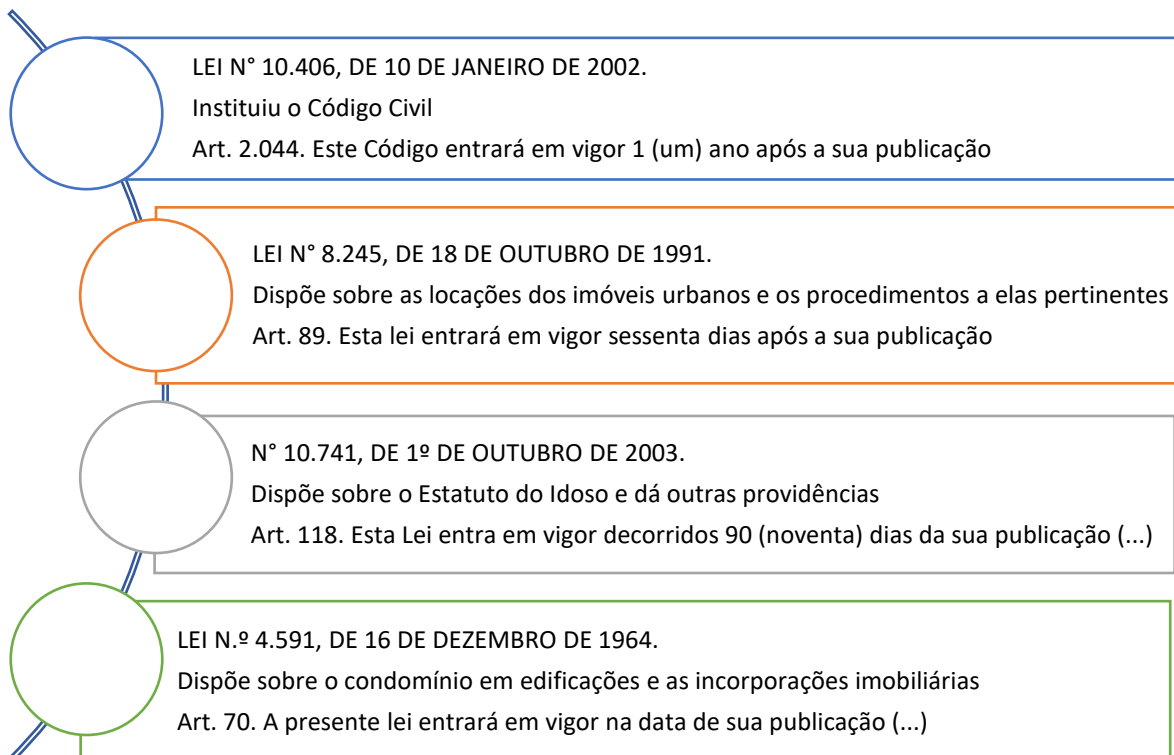 LEI N° 10.406, DE 10 DE JANEIRO DE 2002.
Instituiu o Código Civil
Art. 2.044. Este Código entrará em vigor 1 (um) ano após a sua publicação
LEI N° 8.245, DE 18 DE OUTUBRO DE 1991.
Dispõe sobre as locações dos imóveis urbanos e os procedimentos a elas pertinentes
Art. 89. Esta lei entrará em vigor sessenta dias após a sua publicação
N° 10.741, DE 1º DE OUTUBRO DE 2003.
Dispõe sobre o Estatuto do Idoso e dá outras providências
Art. 118. Esta Lei entra em vigor decorridos 90 (noventa) dias da sua publicação (...)
LEI N.º 4.591, DE 16 DE DEZEMBRO DE 1964.
Dispõe sobre o condomínio em edificações e as incorporações imobiliárias
Art. 70. A presente lei entrará em vigor na data de sua publicação (...)